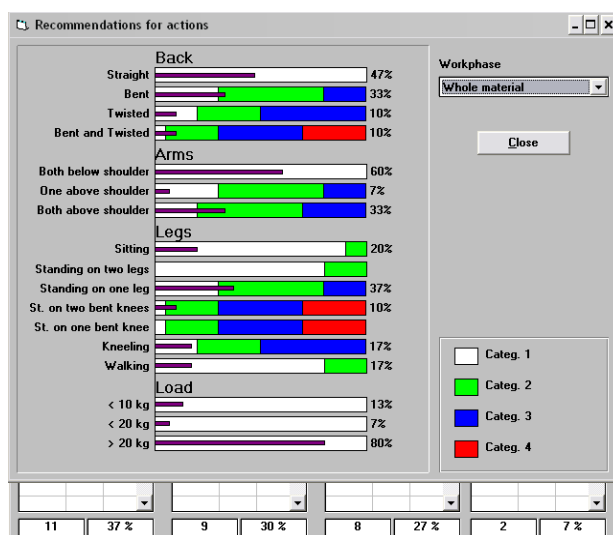 Recommendations for actions
Back
Straight 47%
Bent 33%
Twisted 10%
Bent and Twisted 10%
Arms
Both below shoulder 60%
One above shoulder 7%
Both above shoulder 33%
Legs
Sitting 20%
Standing on two legs
Standing on one leg 37%
St. on two bent knees 10%
St. on one bent knee
Kneeling 17%
Walking 17%
Load
< 10 kg 13%
< 20 kg 7%
> 20 kg 80%
Workphase
Whole material
Close
Categ. 1
Categ. 2
Categ. 3
Categ. 4
11 37 % 9 30 % 8 27 % 2 7 %